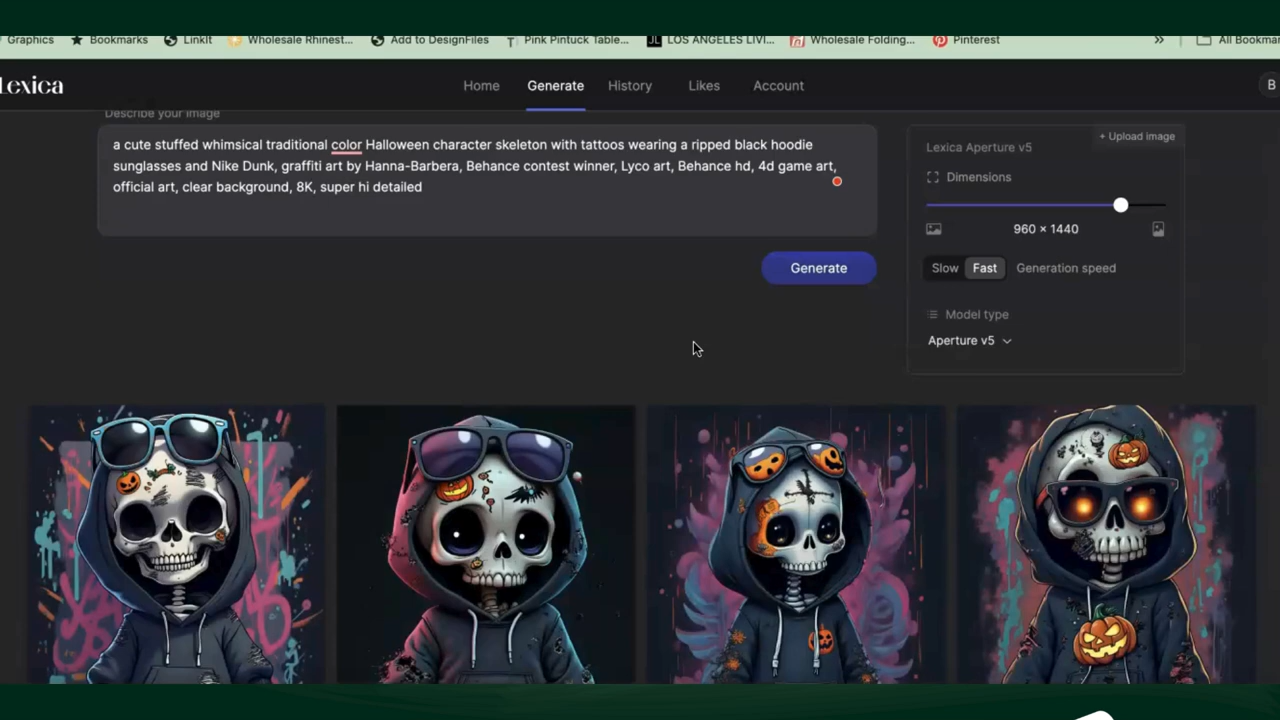 Graphics Bookmarks LinkIt Wholesale Rhinest... Add to DesignFiles Pink Pintuck Table... LOS ANGELES LIVI... Wholesale Folding... Pinterest » All Bookmar
Lexica Home Generate History Likes Account B
Describe your image
+ Upload image
a cute stuffed whimsical traditional color Halloween character skeleton with tattoos wearing a ripped black hoodie
sunglasses and Nike Dunk, graffiti art by Hanna-Barbera, Behance contest winner, Lyco art, Behance hd, 4d game art,
official art, clear background, 8K, super hi detailed
Lexica Aperture v5
Dimensions
960 × 1440
Generate
Slow Fast Generation speed
Model type
Aperture v5